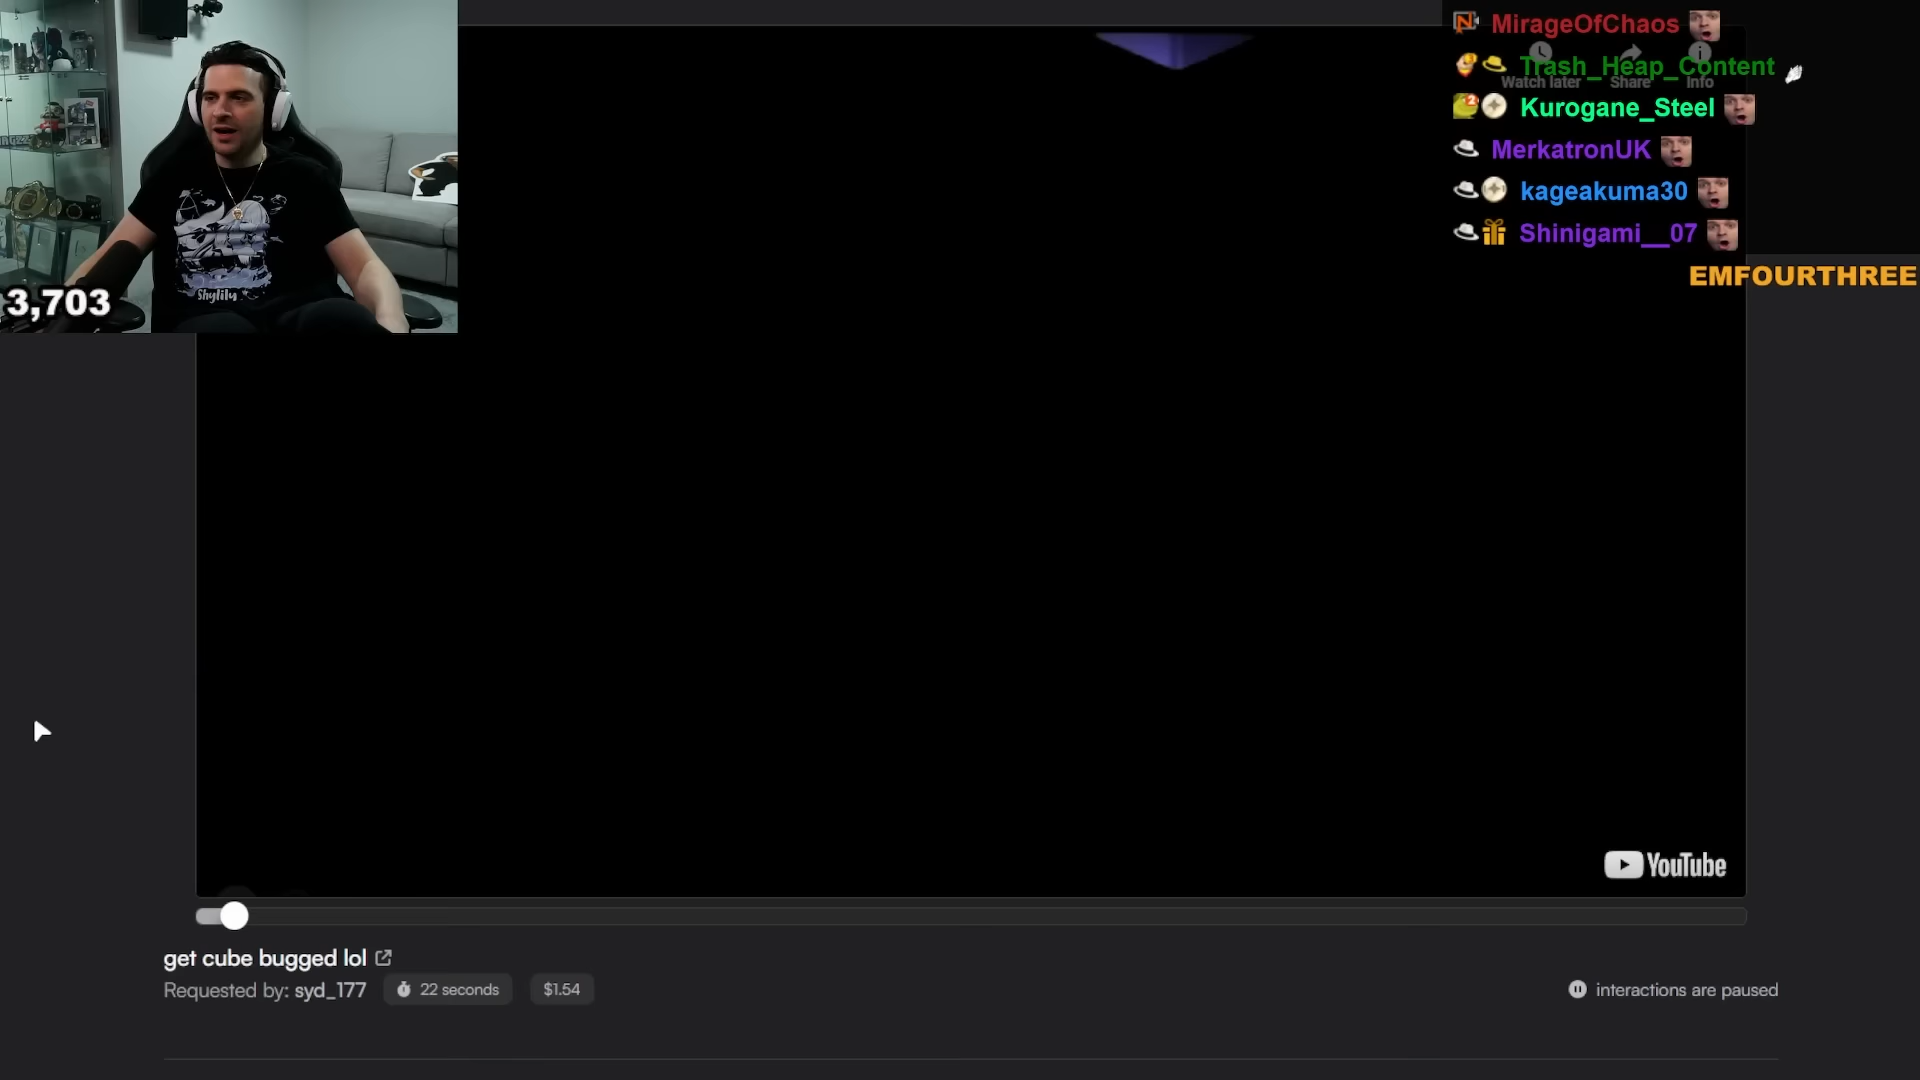 MirageOfChaos
Trash_Heap_Content
Watch later
Share
Info
Kurogane_Steel
MerkatronUK
kageakuma30
Shinigami__07
EMFOURTHREE
Shylily
3,703
YouTube
get cube bugged lol
Requested by: syd_177
22 seconds
$1.54
interactions are paused